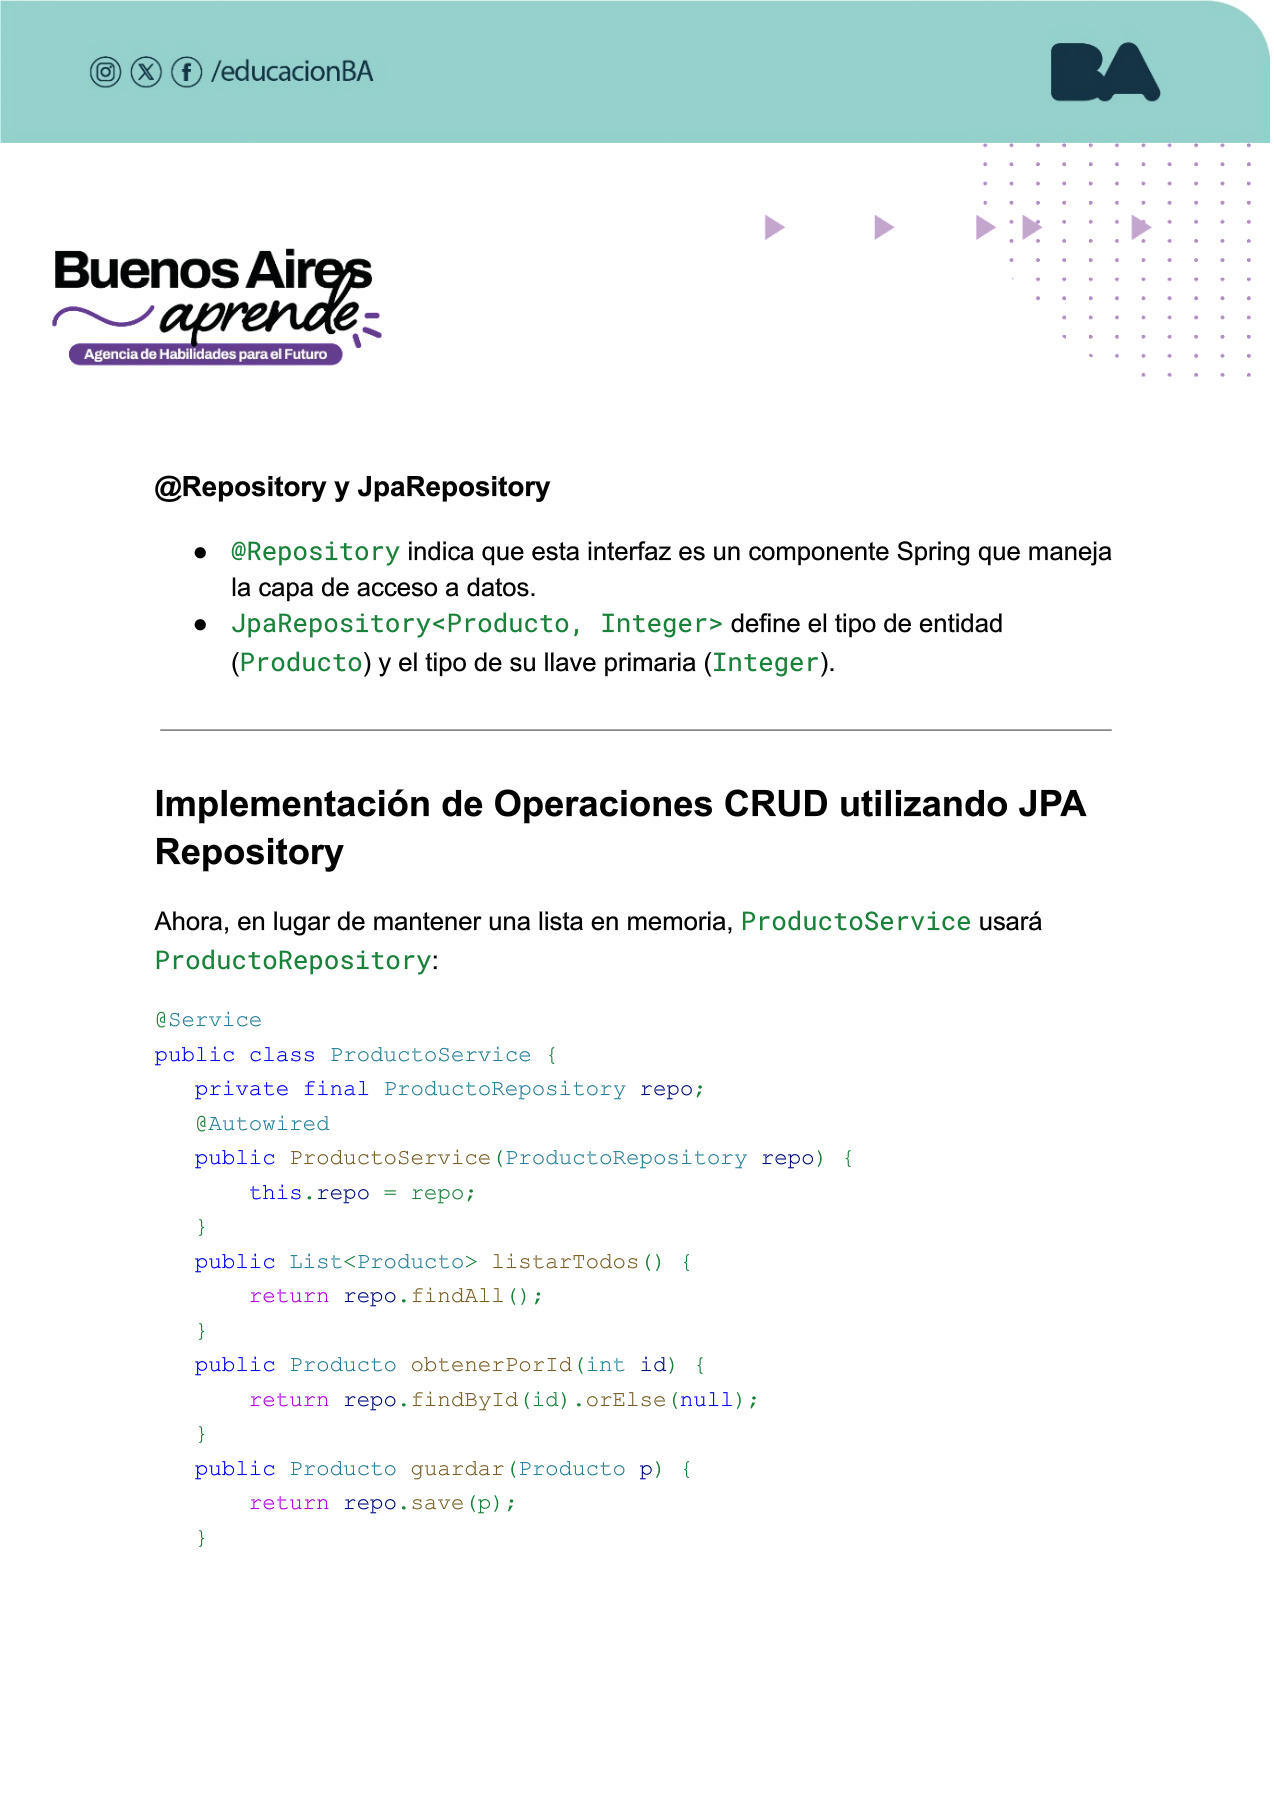 /educacionBA
BA
Buenos Aires
aprende
Agencia de Habilidades para el Futuro
@Repository y JpaRepository
● @Repository indica que esta interfaz es un componente Spring que maneja
la capa de acceso a datos.
● JpaRepository<Producto, Integer> define el tipo de entidad
(Producto) y el tipo de su llave primaria (Integer).
Implementación de Operaciones CRUD utilizando JPA
Repository
Ahora, en lugar de mantener una lista en memoria, ProductoService usará
ProductoRepository:
@Service
public class ProductoService {
   private final ProductoRepository repo;
   @Autowired
   public ProductoService(ProductoRepository repo) {
       this.repo = repo;
   }
   public List<Producto> listarTodos() {
       return repo.findAll();
   }
   public Producto obtenerPorId(int id) {
       return repo.findById(id).orElse(null);
   }
   public Producto guardar(Producto p) {
       return repo.save(p);
   }